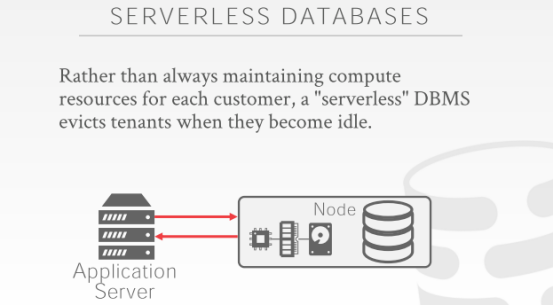 SERVERLESS DATABASES
Rather than always maintaining compute
resources for each customer, a "serverless" DBMS
evicts tenants when they become idle.
Node
Application
Server